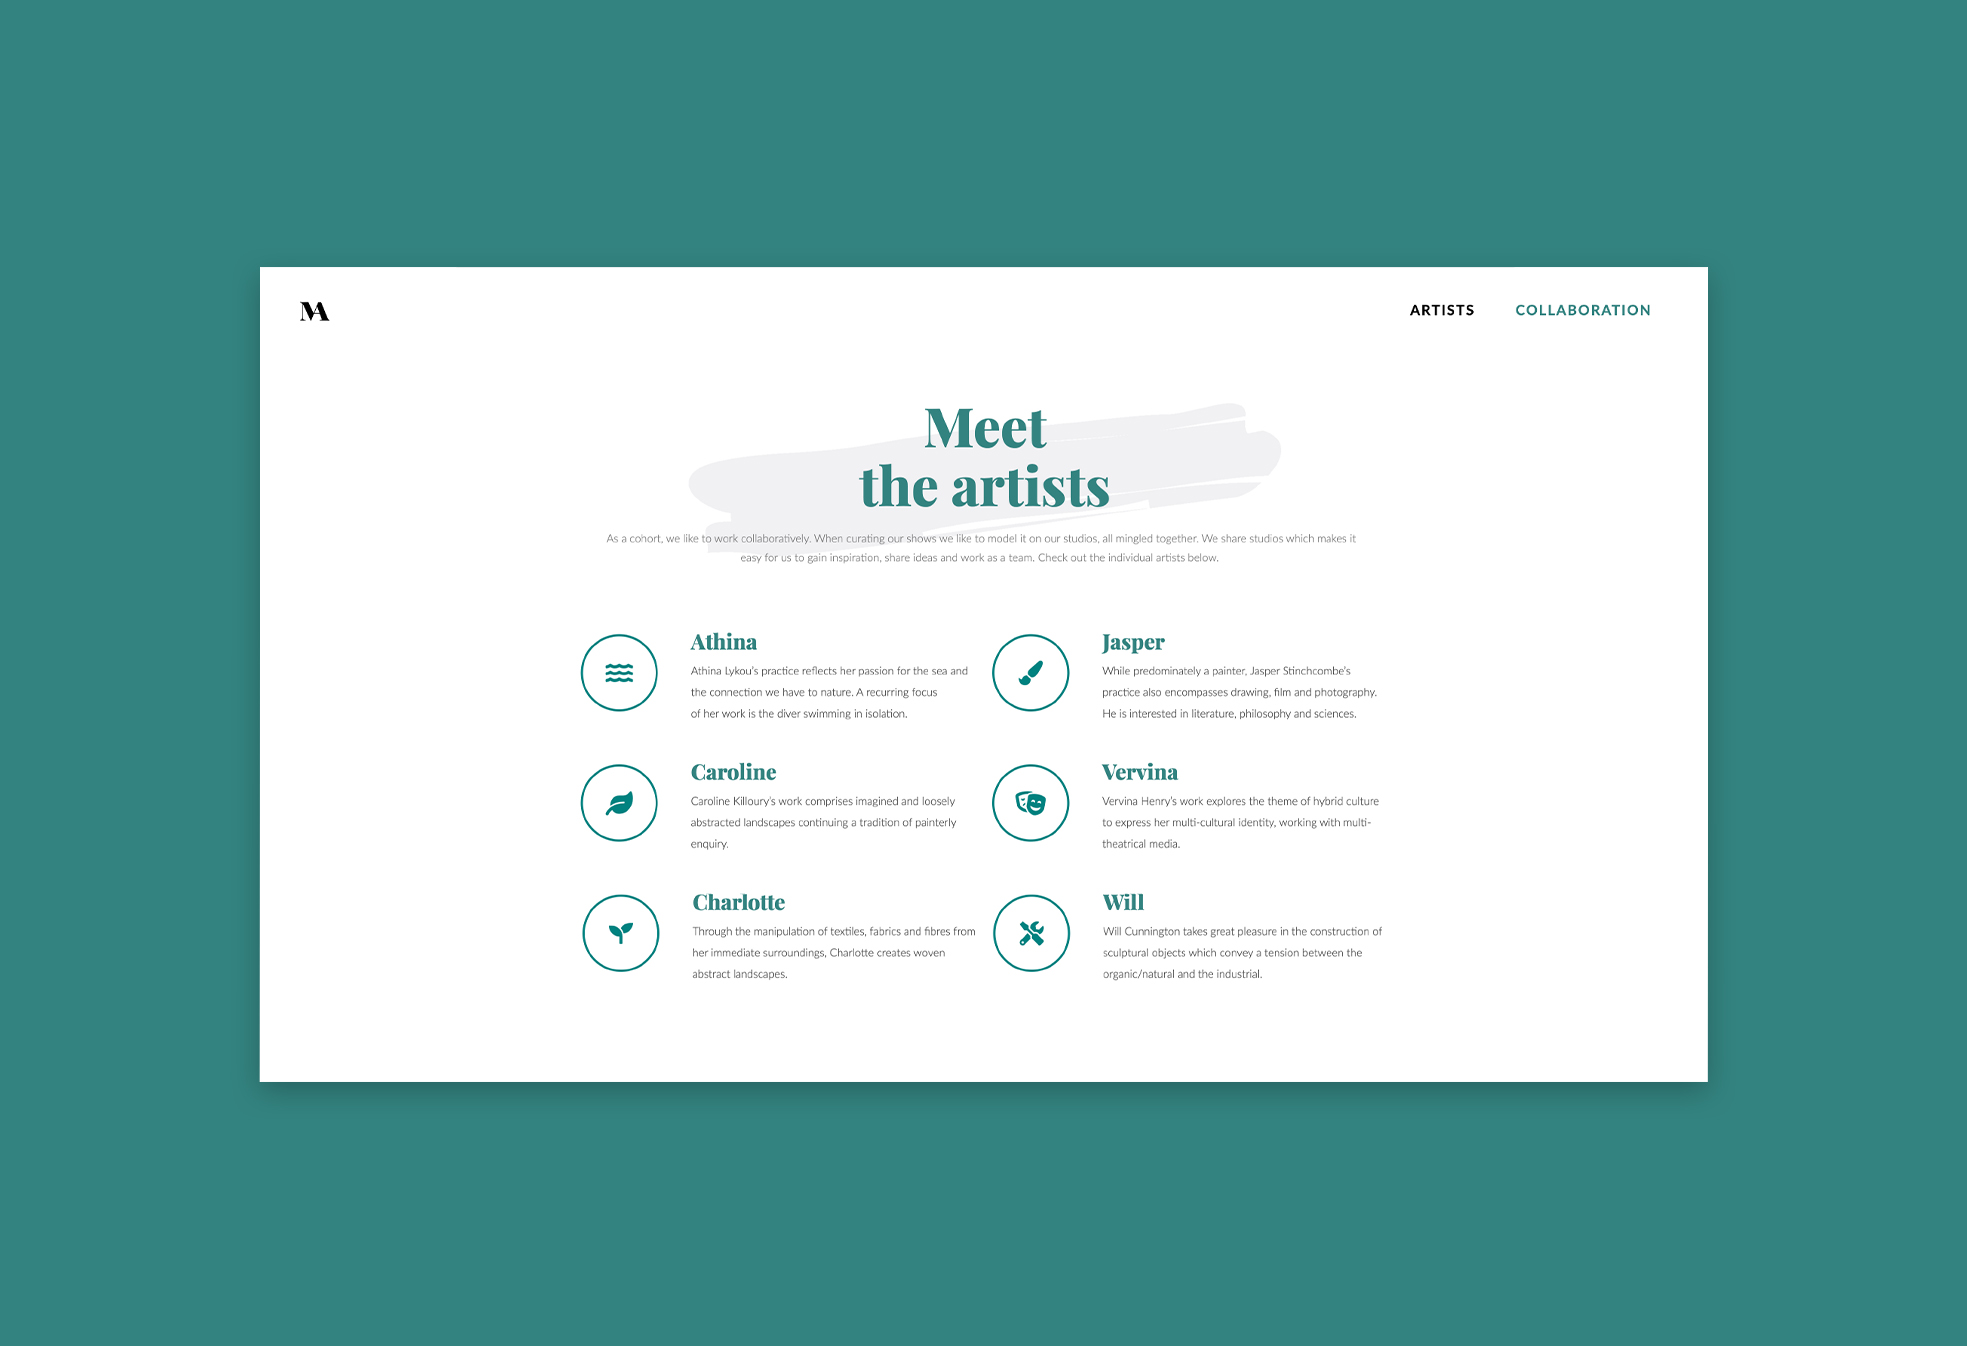 MA
ARTISTS
COLLABORATION
Meet
the artists
As a cohort, we like to work collaboratively. When curating our shows we like to model it on our studios, all mingled together. We share studios which makes it
easy for us to gain inspiration, share ideas and work as a team. Check out the individual artists below.
Athina
Athina Lykou's practice reflects her passion for the sea and
the connection we have to nature. A recurring focus
of her work is the diver swimming in isolation.
Jasper
While predominately a painter, Jasper Stinchcombe's
practice also encompasses drawing, film and photography.
He is interested in literature, philosophy and sciences.
Caroline
Caroline Killoury's work comprises imagined and loosely
abstracted landscapes continuing a tradition of painterly
enquiry.
Vervina
Vervina Henry's work explores the theme of hybrid culture
to express her multi-cultural identity, working with multi-
theatrical media.
Charlotte
Through the manipulation of textiles, fabrics and fibres from
her immediate surroundings, Charlotte creates woven
abstract landscapes.
Will
Will Cunnington takes great pleasure in the construction of
sculptural objects which convey a tension between the
organic/natural and the industrial.